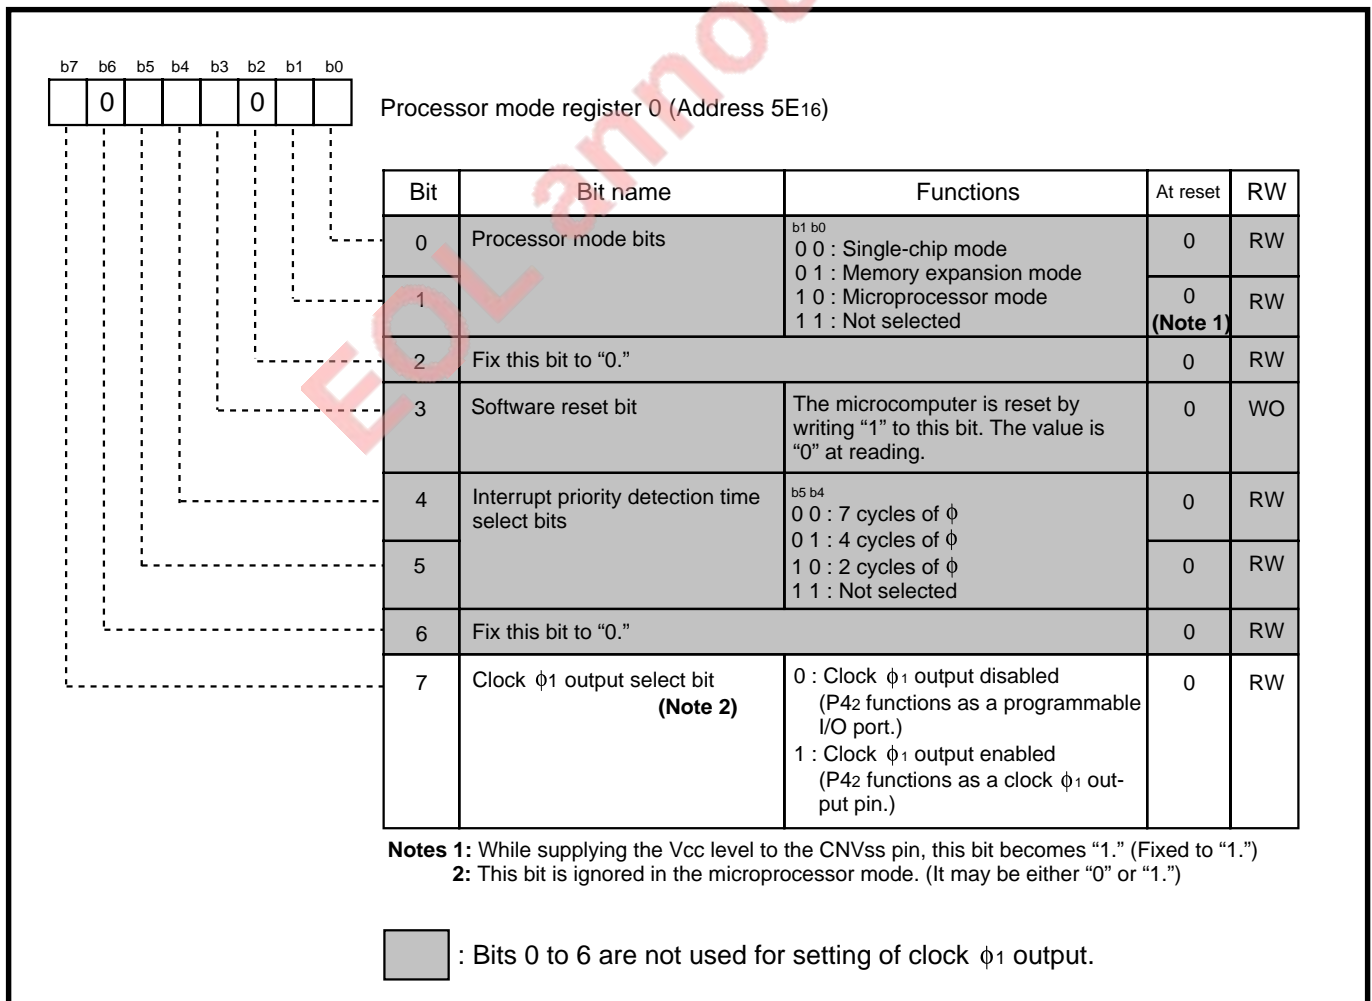 EOL announ
b7 b6 b5 b4 b3 b2 b1 b0
0 0
Processor mode register 0 (Address 5E16)
Bit Bit name Functions At reset RW
0 Processor mode bits b1 b0 0 RW
0 0 : Single-chip mode
0 1 : Memory expansion mode
1 1 0 : Microprocessor mode 0 RW
1 1 : Not selected (Note 1)
2 Fix this bit to “0.” 0 RW
3 Software reset bit The microcomputer is reset by 0 WO
writing “1” to this bit. The value is
“0” at reading.
4 Interrupt priority detection time b5 b4 0 RW
select bits 0 0 : 7 cycles of ϕ
0 1 : 4 cycles of ϕ
5 1 0 : 2 cycles of ϕ 0 RW
1 1 : Not selected
6 Fix this bit to “0.” 0 RW
7 Clock ϕ1 output select bit 0 : Clock ϕ1 output disabled 0 RW
(Note 2) (P42 functions as a programmable
I/O port.)
1 : Clock ϕ1 output enabled
(P42 functions as a clock ϕ1 out-
put pin.)
Notes 1: While supplying the Vcc level to the CNVss pin, this bit becomes “1.” (Fixed to “1.”)
2: This bit is ignored in the microprocessor mode. (It may be either “0” or “1.”)
: Bits 0 to 6 are not used for setting of clock ϕ1 output.